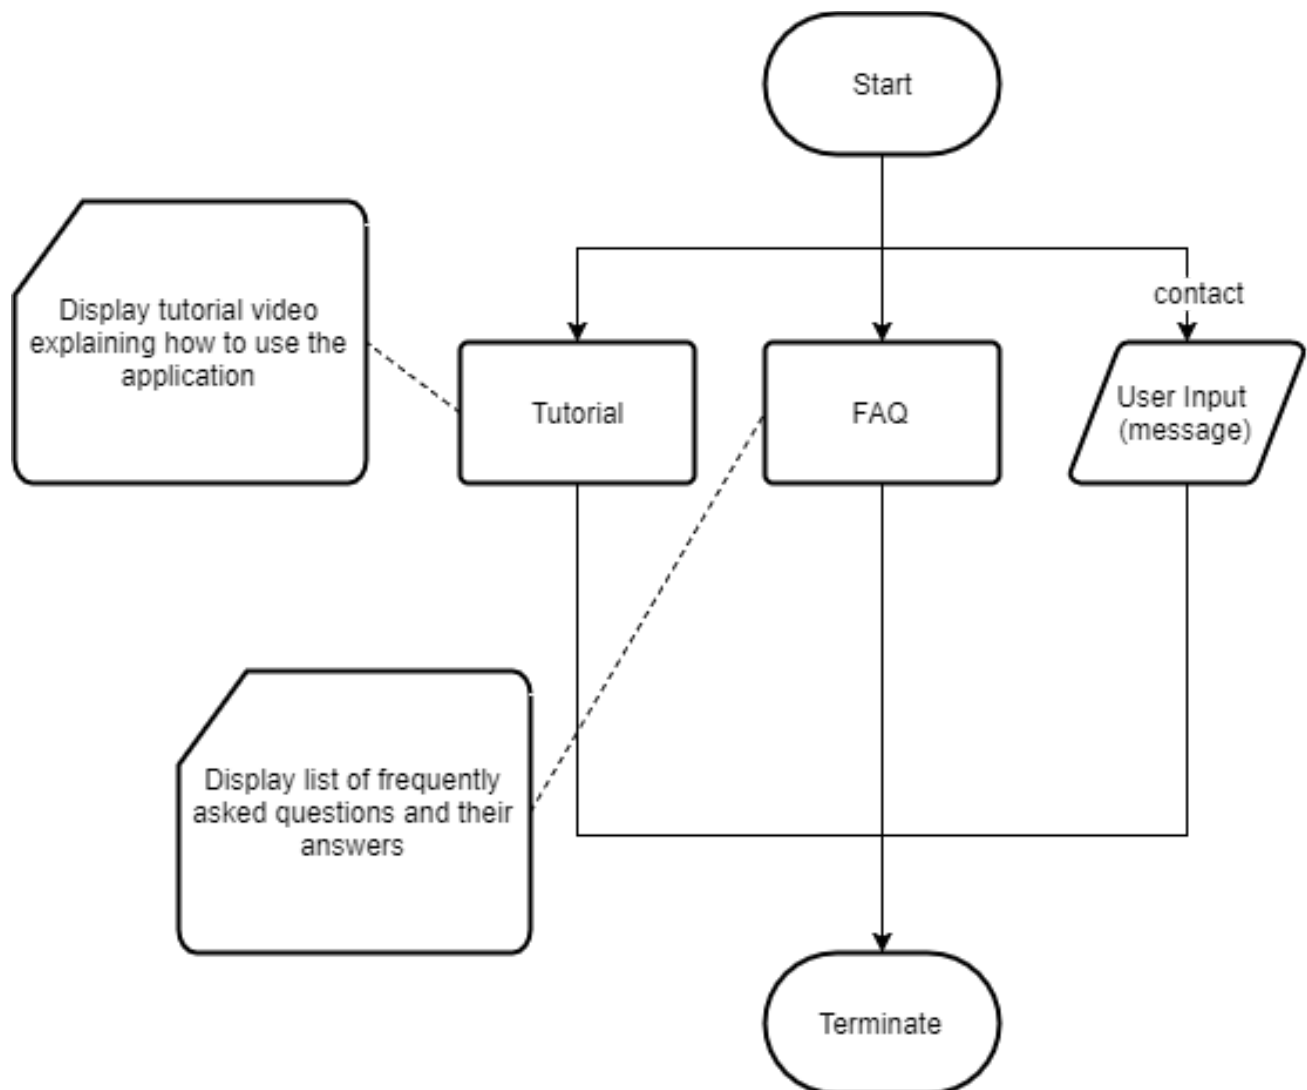 Start
Display tutorial video
explaining how to use the
application
contact
Tutorial
FAQ
User Input
(message)
Display list of frequently
asked questions and their
answers
Terminate